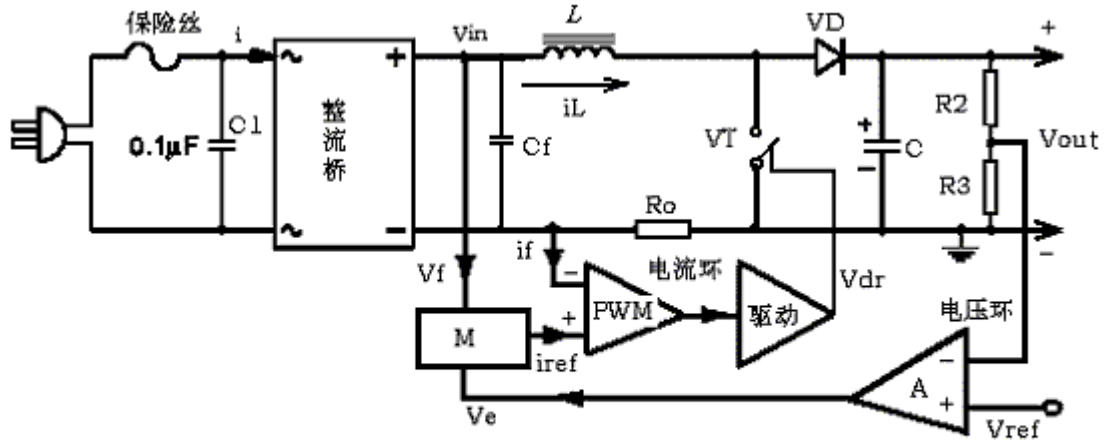 保险丝
i
~
+
Vin
L
VD
+
整流桥
iL
0.1μF
C1
Cf
VT
+
C
-
R2
Vout
R3
~
-
Ro
-
Vf
if
-
PWM
+
电流环
驱动
Vdr
电压环
M
iref
A
-
+
Ve
Vref